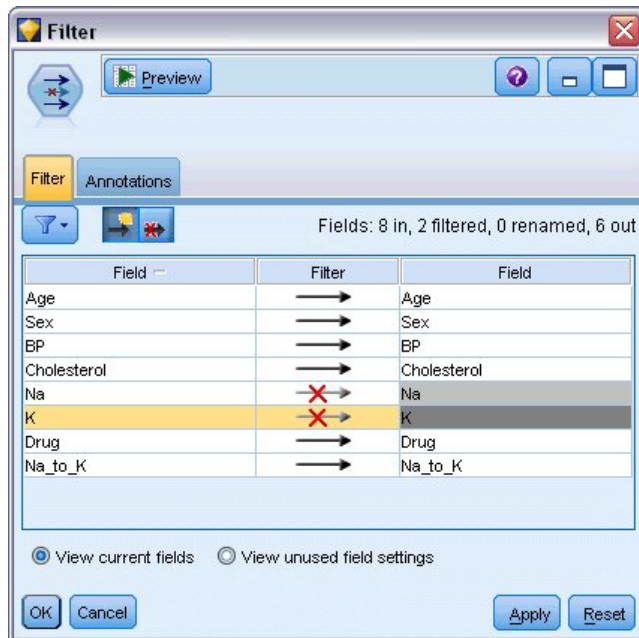 Filter
Preview
Filter Annotations
Fields: 8 in, 2 filtered, 0 renamed, 6 out
Field Filter Field
Age Age
Sex Sex
BP BP
Cholesterol Cholesterol
Na Na
K K
Drug Drug
Na_to_K Na_to_K
View current fields View unused field settings
OK Cancel Apply Reset